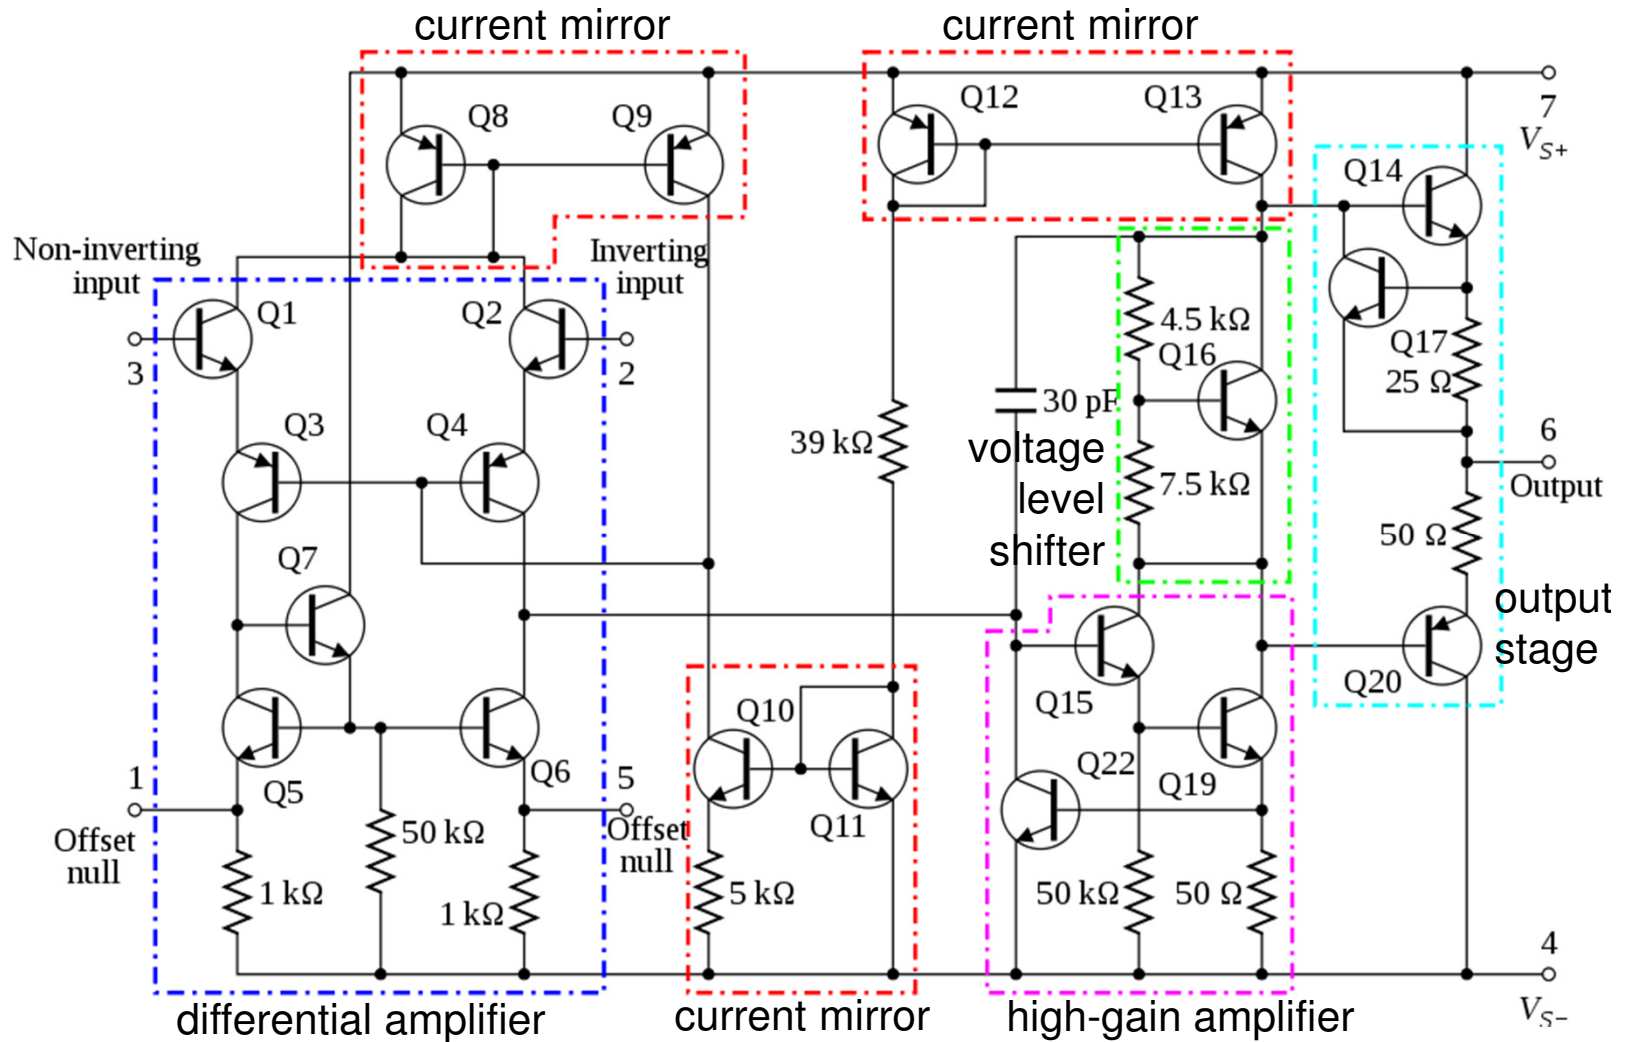 current mirror
current mirror
Q8
Q9
Q12
Q13
7
V_S+
Q14
Non-inverting
input
Inverting
input
Q1
Q2
3
2
4.5 kΩ
Q16
Q17
25 Ω
30 pF
Q3
Q4
39 kΩ
voltage
level
shifter
7.5 kΩ
6
Output
50 Ω
Q7
output
stage
Q20
Q15
Q10
Q22
Q19
1
Q5
Q6
5
Q11
Offset
null
50 kΩ
Offset
null
1 kΩ
1 kΩ
5 kΩ
50 kΩ
50 Ω
4
V_S−
differential amplifier
current mirror
high-gain amplifier